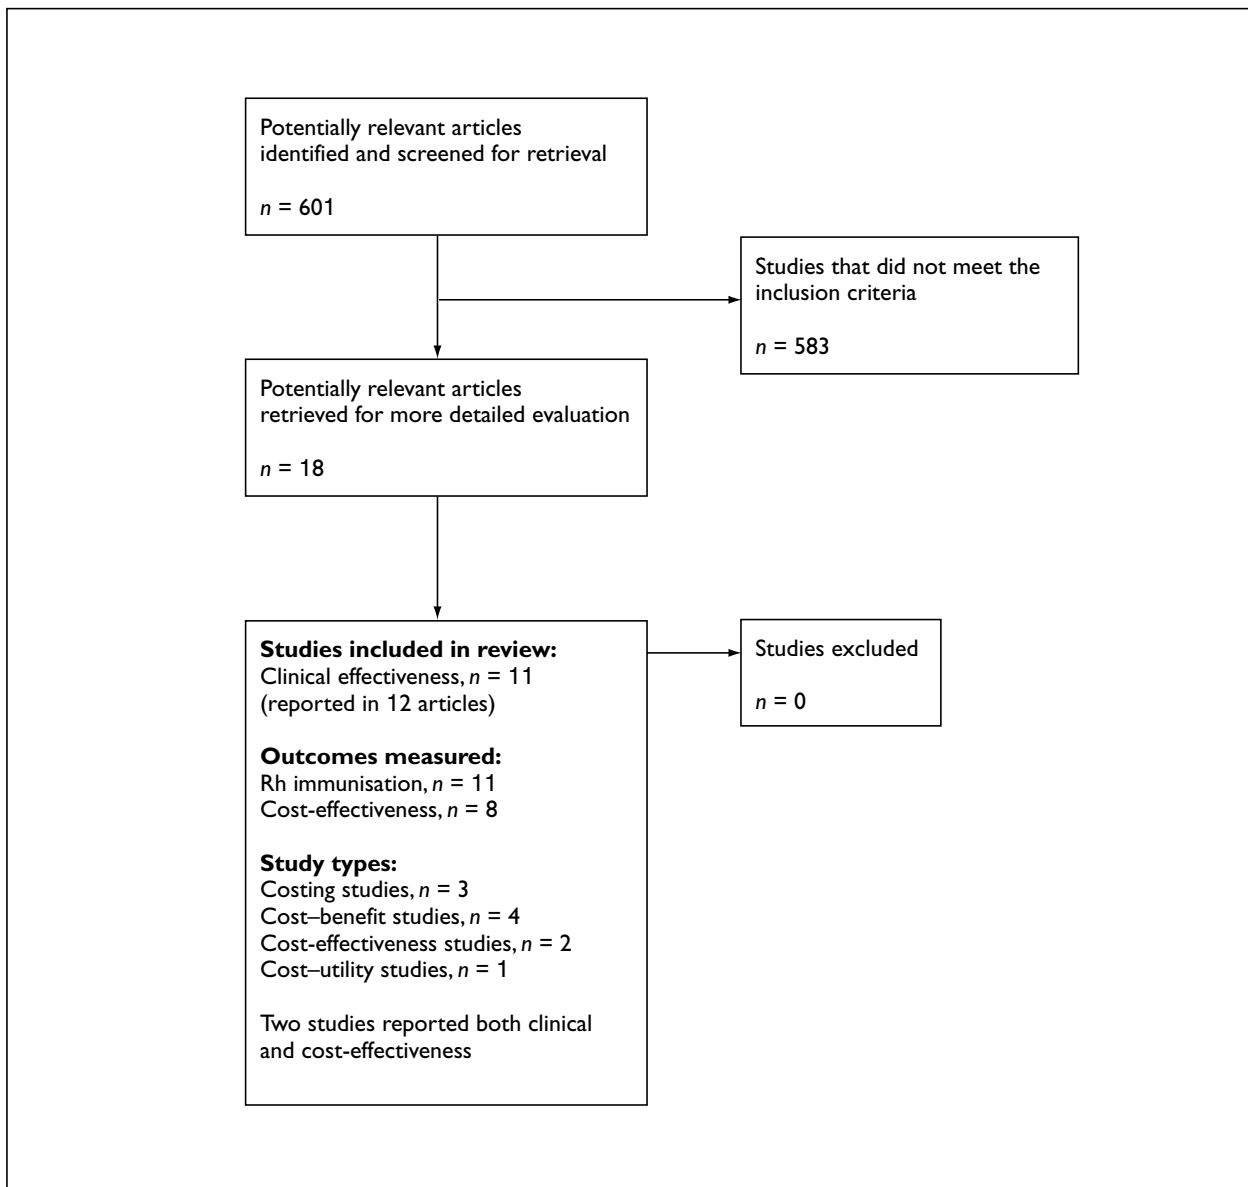 Potentially relevant articles
identified and screened for retrieval
n = 601
Studies that did not meet the
inclusion criteria
n = 583
Potentially relevant articles
retrieved for more detailed evaluation
n = 18
Studies included in review:
Clinical effectiveness, n = 11
(reported in 12 articles)
Outcomes measured:
Rh immunisation, n = 11
Cost-effectiveness, n = 8
Study types:
Costing studies, n = 3
Cost–benefit studies, n = 4
Cost-effectiveness studies, n = 2
Cost–utility studies, n = 1
Two studies reported both clinical
and cost-effectiveness
Studies excluded
n = 0